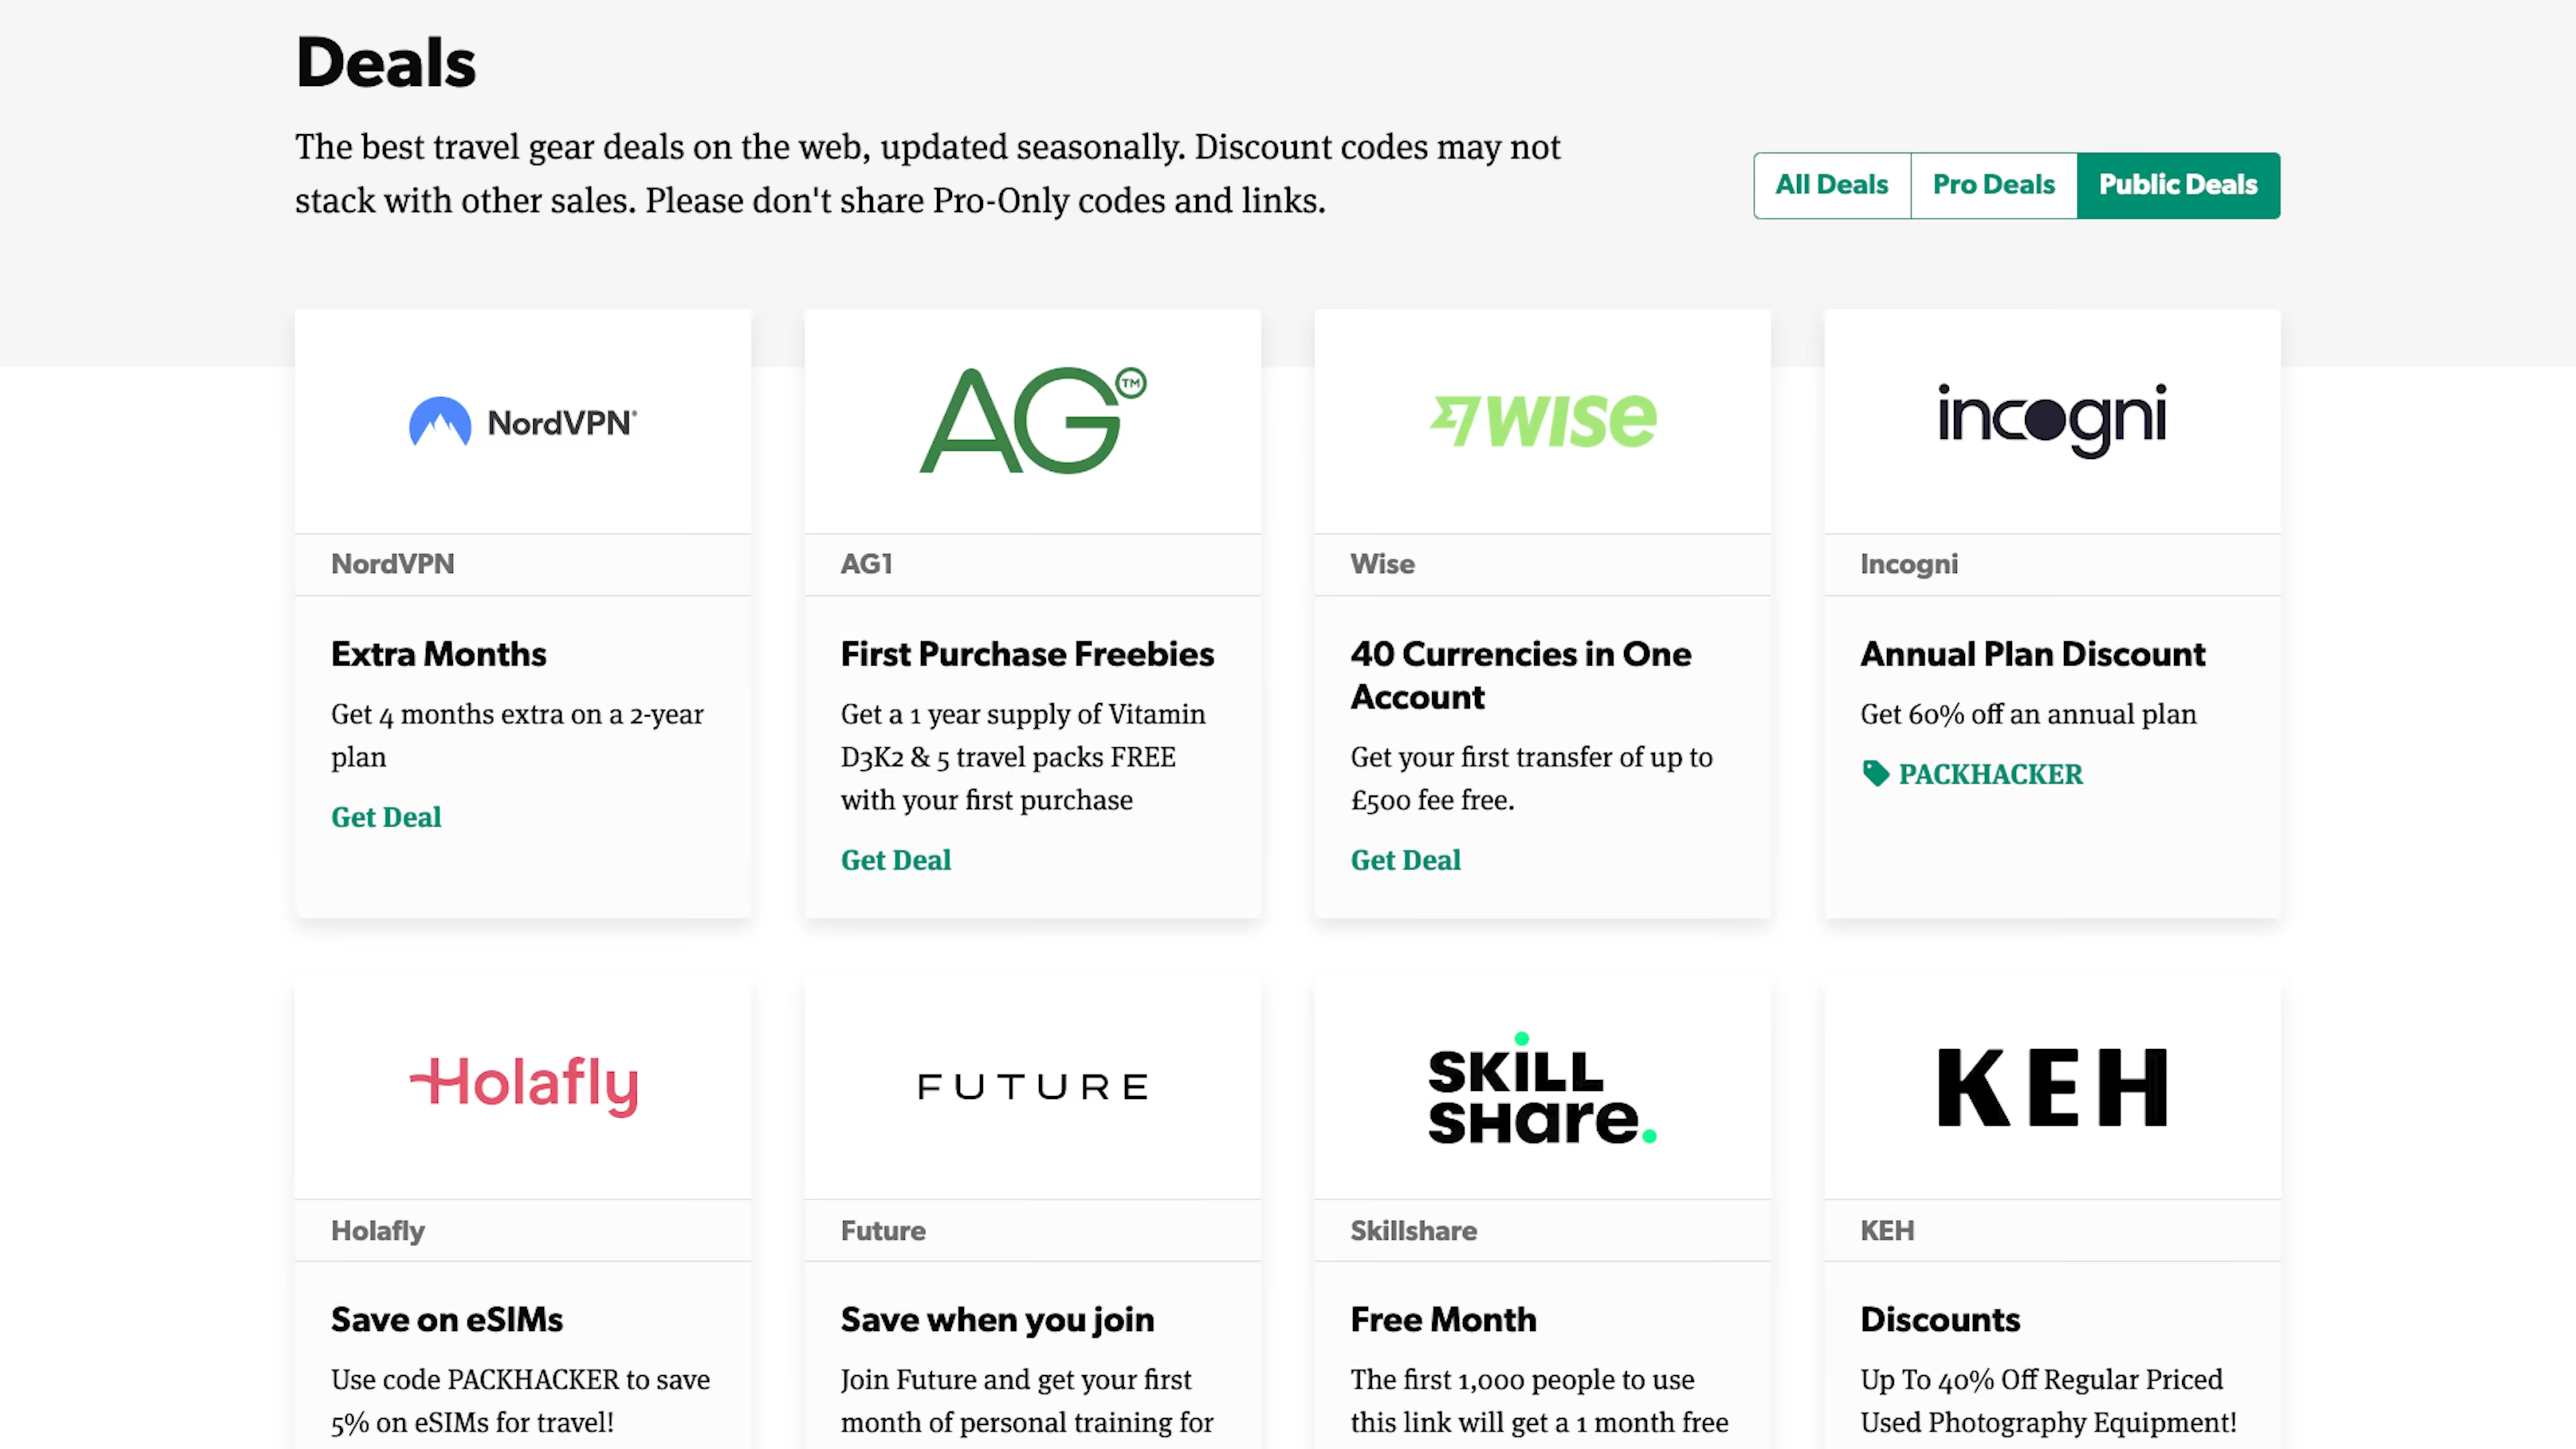 Deals
The best travel gear deals on the web, updated seasonally. Discount codes may not
stack with other sales. Please don't share Pro-Only codes and links.
All Deals
Pro Deals
Public Deals
NordVPN®
NordVPN
Extra Months
Get 4 months extra on a 2-year
plan
Get Deal
AG™
AG1
First Purchase Freebies
Get a 1 year supply of Vitamin
D3K2 & 5 travel packs FREE
with your first purchase
Get Deal
WISE
Wise
40 Currencies in One
Account
Get your first transfer of up to
£500 fee free.
Get Deal
incogni
Incogni
Annual Plan Discount
Get 60% off an annual plan
PACKHACKER
Holafly
Holafly
Save on eSIMs
Use code PACKHACKER to save
5% on eSIMs for travel!
FUTURE
Future
Save when you join
Join Future and get your first
month of personal training for
SKILL
SHare.
Skillshare
Free Month
The first 1,000 people to use
this link will get a 1 month free
KEH
KEH
Discounts
Up To 40% Off Regular Priced
Used Photography Equipment!